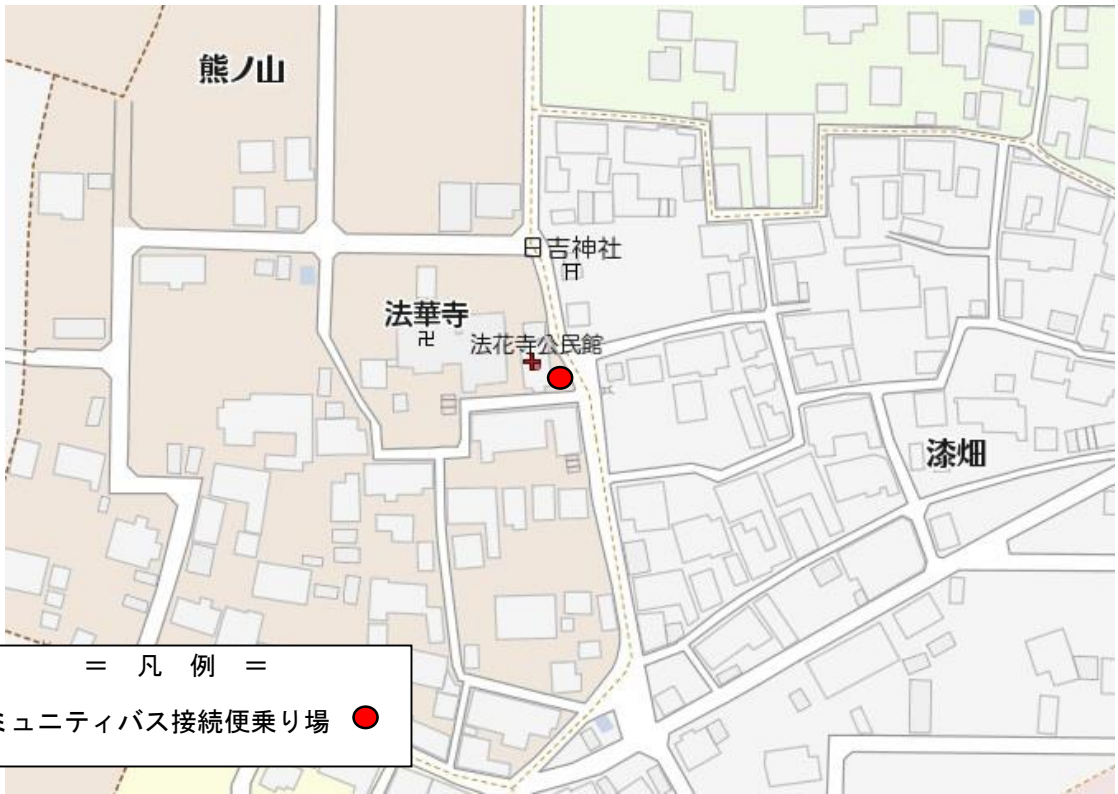 熊ノ山
日吉神社
法華寺
法花寺公民館
漆畑
＝ 凡 例 ＝
ミュニティバス接続便乗り場